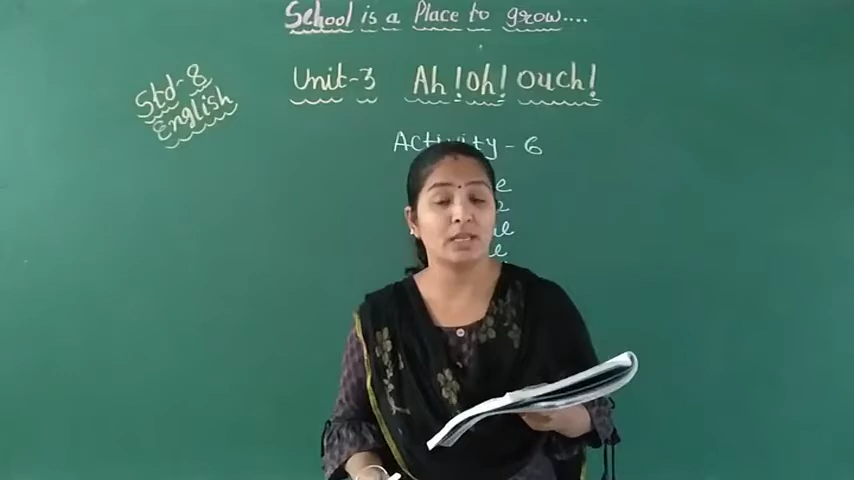 School is a Place to grow....
Unit-3 Ah!oh! ouch!
Std-8
English
Activity - 6